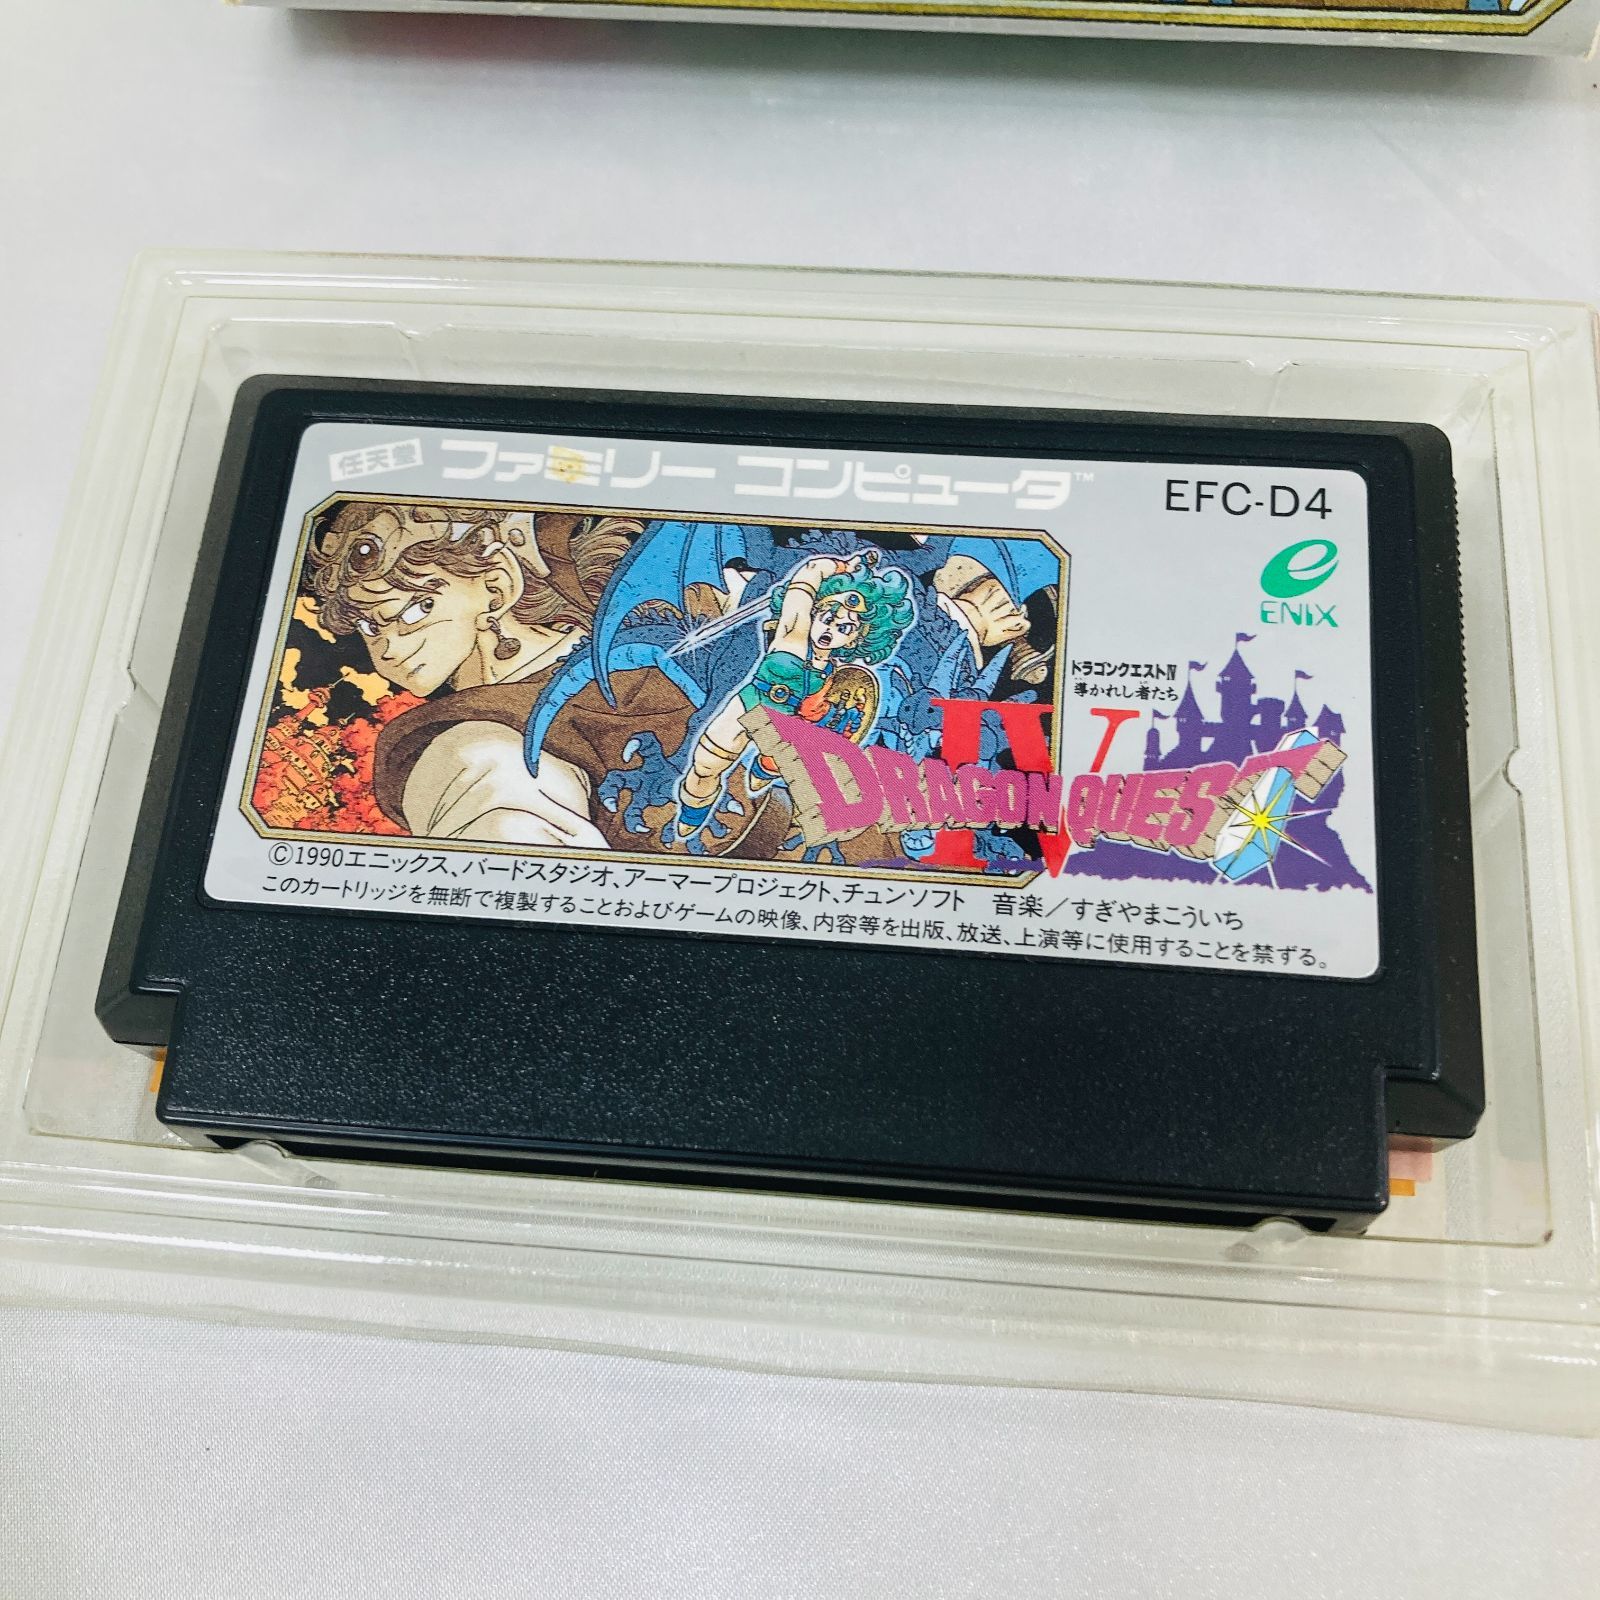 任天堂 ファミリー コンピュータ™
EFC-D4
ENIX
ドラゴンクエストIV
導かれし者たち
IV
DRAGON QUEST
©1990エニックス、バードスタジオ、アーマープロジェクト、チュンソフト 音楽／すぎやまこういち
このカートリッジを無断で複製することおよびゲームの映像、内容等を出版、放送、上演等に使用することを禁ずる。